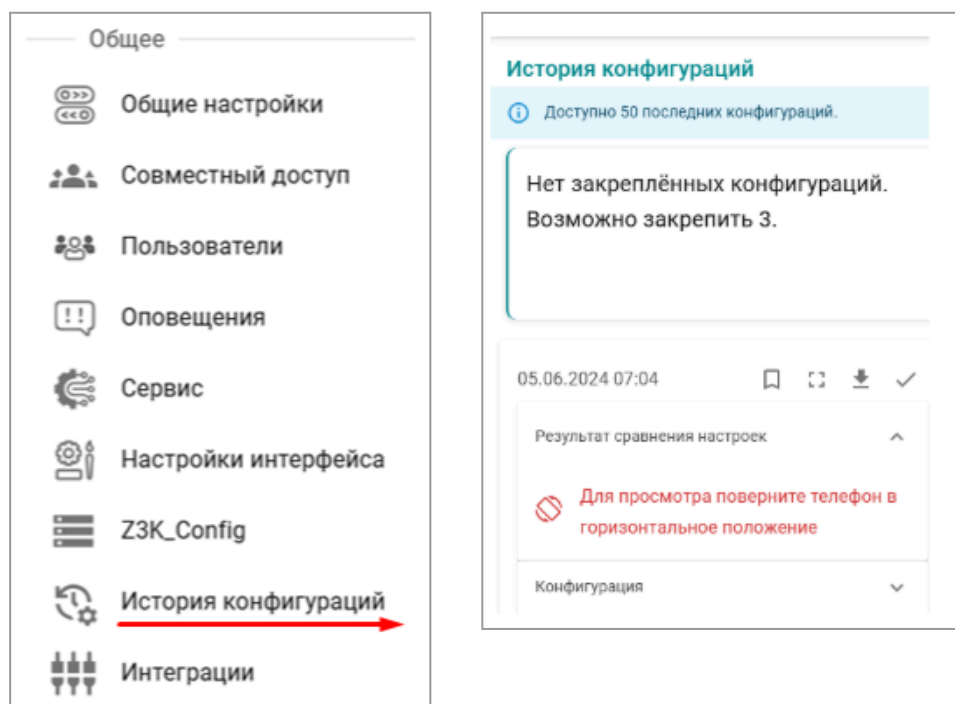 Общее
Общие настройки
Совместный доступ
Пользователи
Оповещения
Сервис
Настройки интерфейса
Z3K_Config
История конфигураций
Интеграции
История конфигураций
Доступно 50 последних конфигураций.
Нет закреплённых конфигураций.
Возможно закрепить 3.
05.06.2024 07:04
Результат сравнения настроек
Для просмотра поверните телефон в
горизонтальное положение
Конфигурация